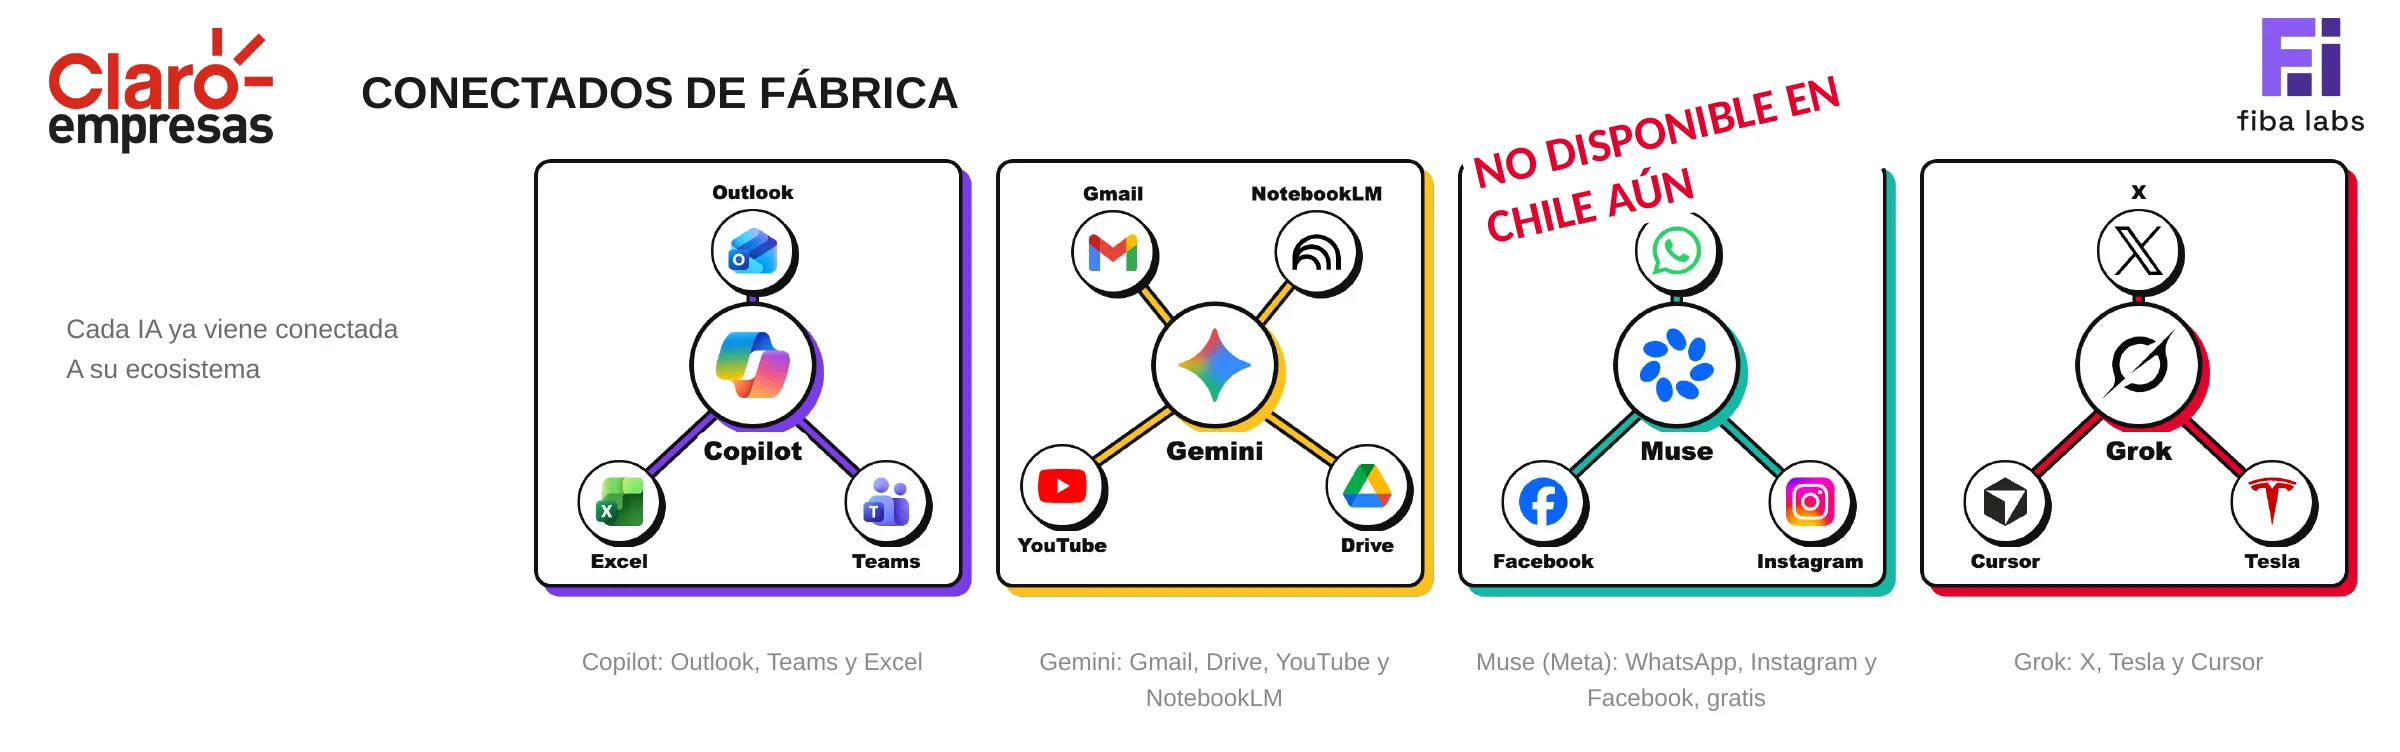 Claro
empresas
CONECTADOS DE FÁBRICA
fiba labs
NO DISPONIBLE EN
CHILE AÚN
Cada IA ya viene conectada
A su ecosistema
Outlook
Copilot
Excel
Teams
Copilot: Outlook, Teams y Excel
Gmail
NotebookLM
Gemini
YouTube
Drive
Gemini: Gmail, Drive, YouTube y
NotebookLM
Muse
Facebook
Instagram
Muse (Meta): WhatsApp, Instagram y
Facebook, gratis
X
Grok
Cursor
Tesla
Grok: X, Tesla y Cursor